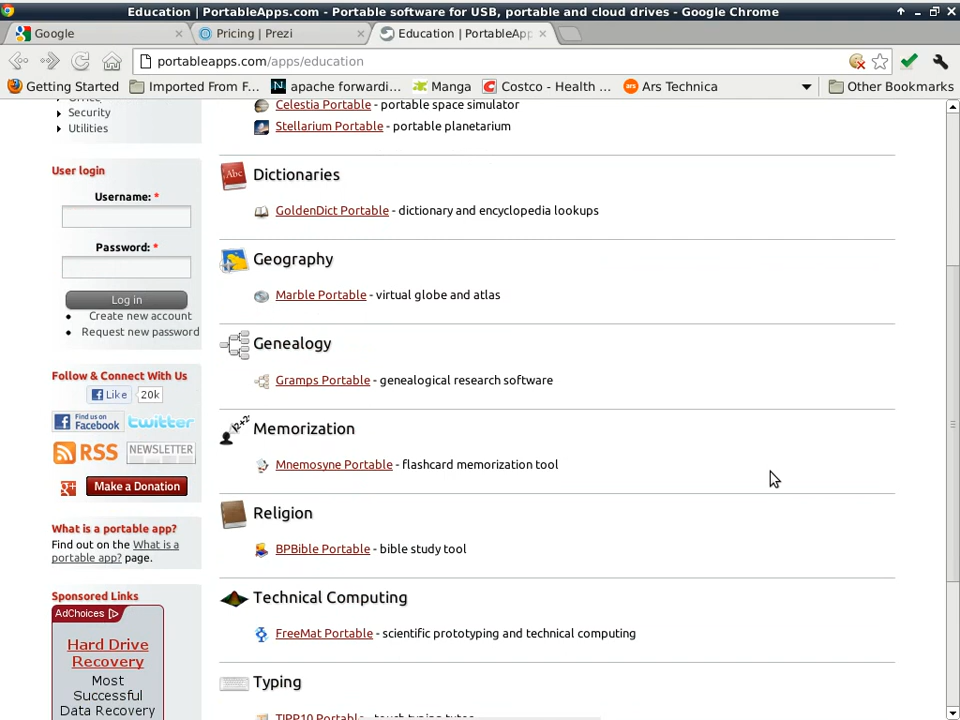 Education | PortableApps.com - Portable software for USB, portable and cloud drives - Google Chrome
Google
Pricing | Prezi
Education | PortableApp
portableapps.com/apps/education
Getting Started
Imported From F...
apache forwardi...
Manga
Costco - Health ...
Ars Technica
Other Bookmarks
Office
Security
Utilities
User login
Username: *
Password: *
Log in
Create new account
Request new password
Follow & Connect With Us
Like 20k
Find us on
Facebook
twitter
RSS
NEWSLETTER
Make a Donation
What is a portable app?
Find out on the What is a
portable app? page.
Sponsored Links
AdChoices
Hard Drive
Recovery
Most
Successful
Data Recovery
Celestia Portable - portable space simulator
Stellarium Portable - portable planetarium
Abc
Dictionaries
GoldenDict Portable - dictionary and encyclopedia lookups
Geography
Marble Portable - virtual globe and atlas
Genealogy
Gramps Portable - genealogical research software
Memorization
Mnemosyne Portable - flashcard memorization tool
Religion
BPBible Portable - bible study tool
Technical Computing
FreeMat Portable - scientific prototyping and technical computing
Typing
TIPP10 Portable - touch typing tutor